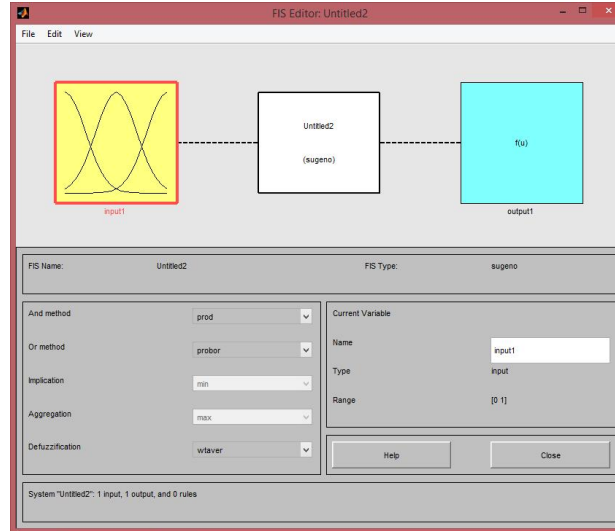 FIS Editor: Untitled2
File Edit View
Untitled2
(sugeno)
f(u)
input1
output1
FIS Name: Untitled2 FIS Type: sugeno
And method prod
Or method probor
Implication min
Aggregation max
Defuzzification wtaver
Current Variable
Name input1
Type input
Range [0 1]
Help Close
System "Untitled2": 1 input, 1 output, and 0 rules